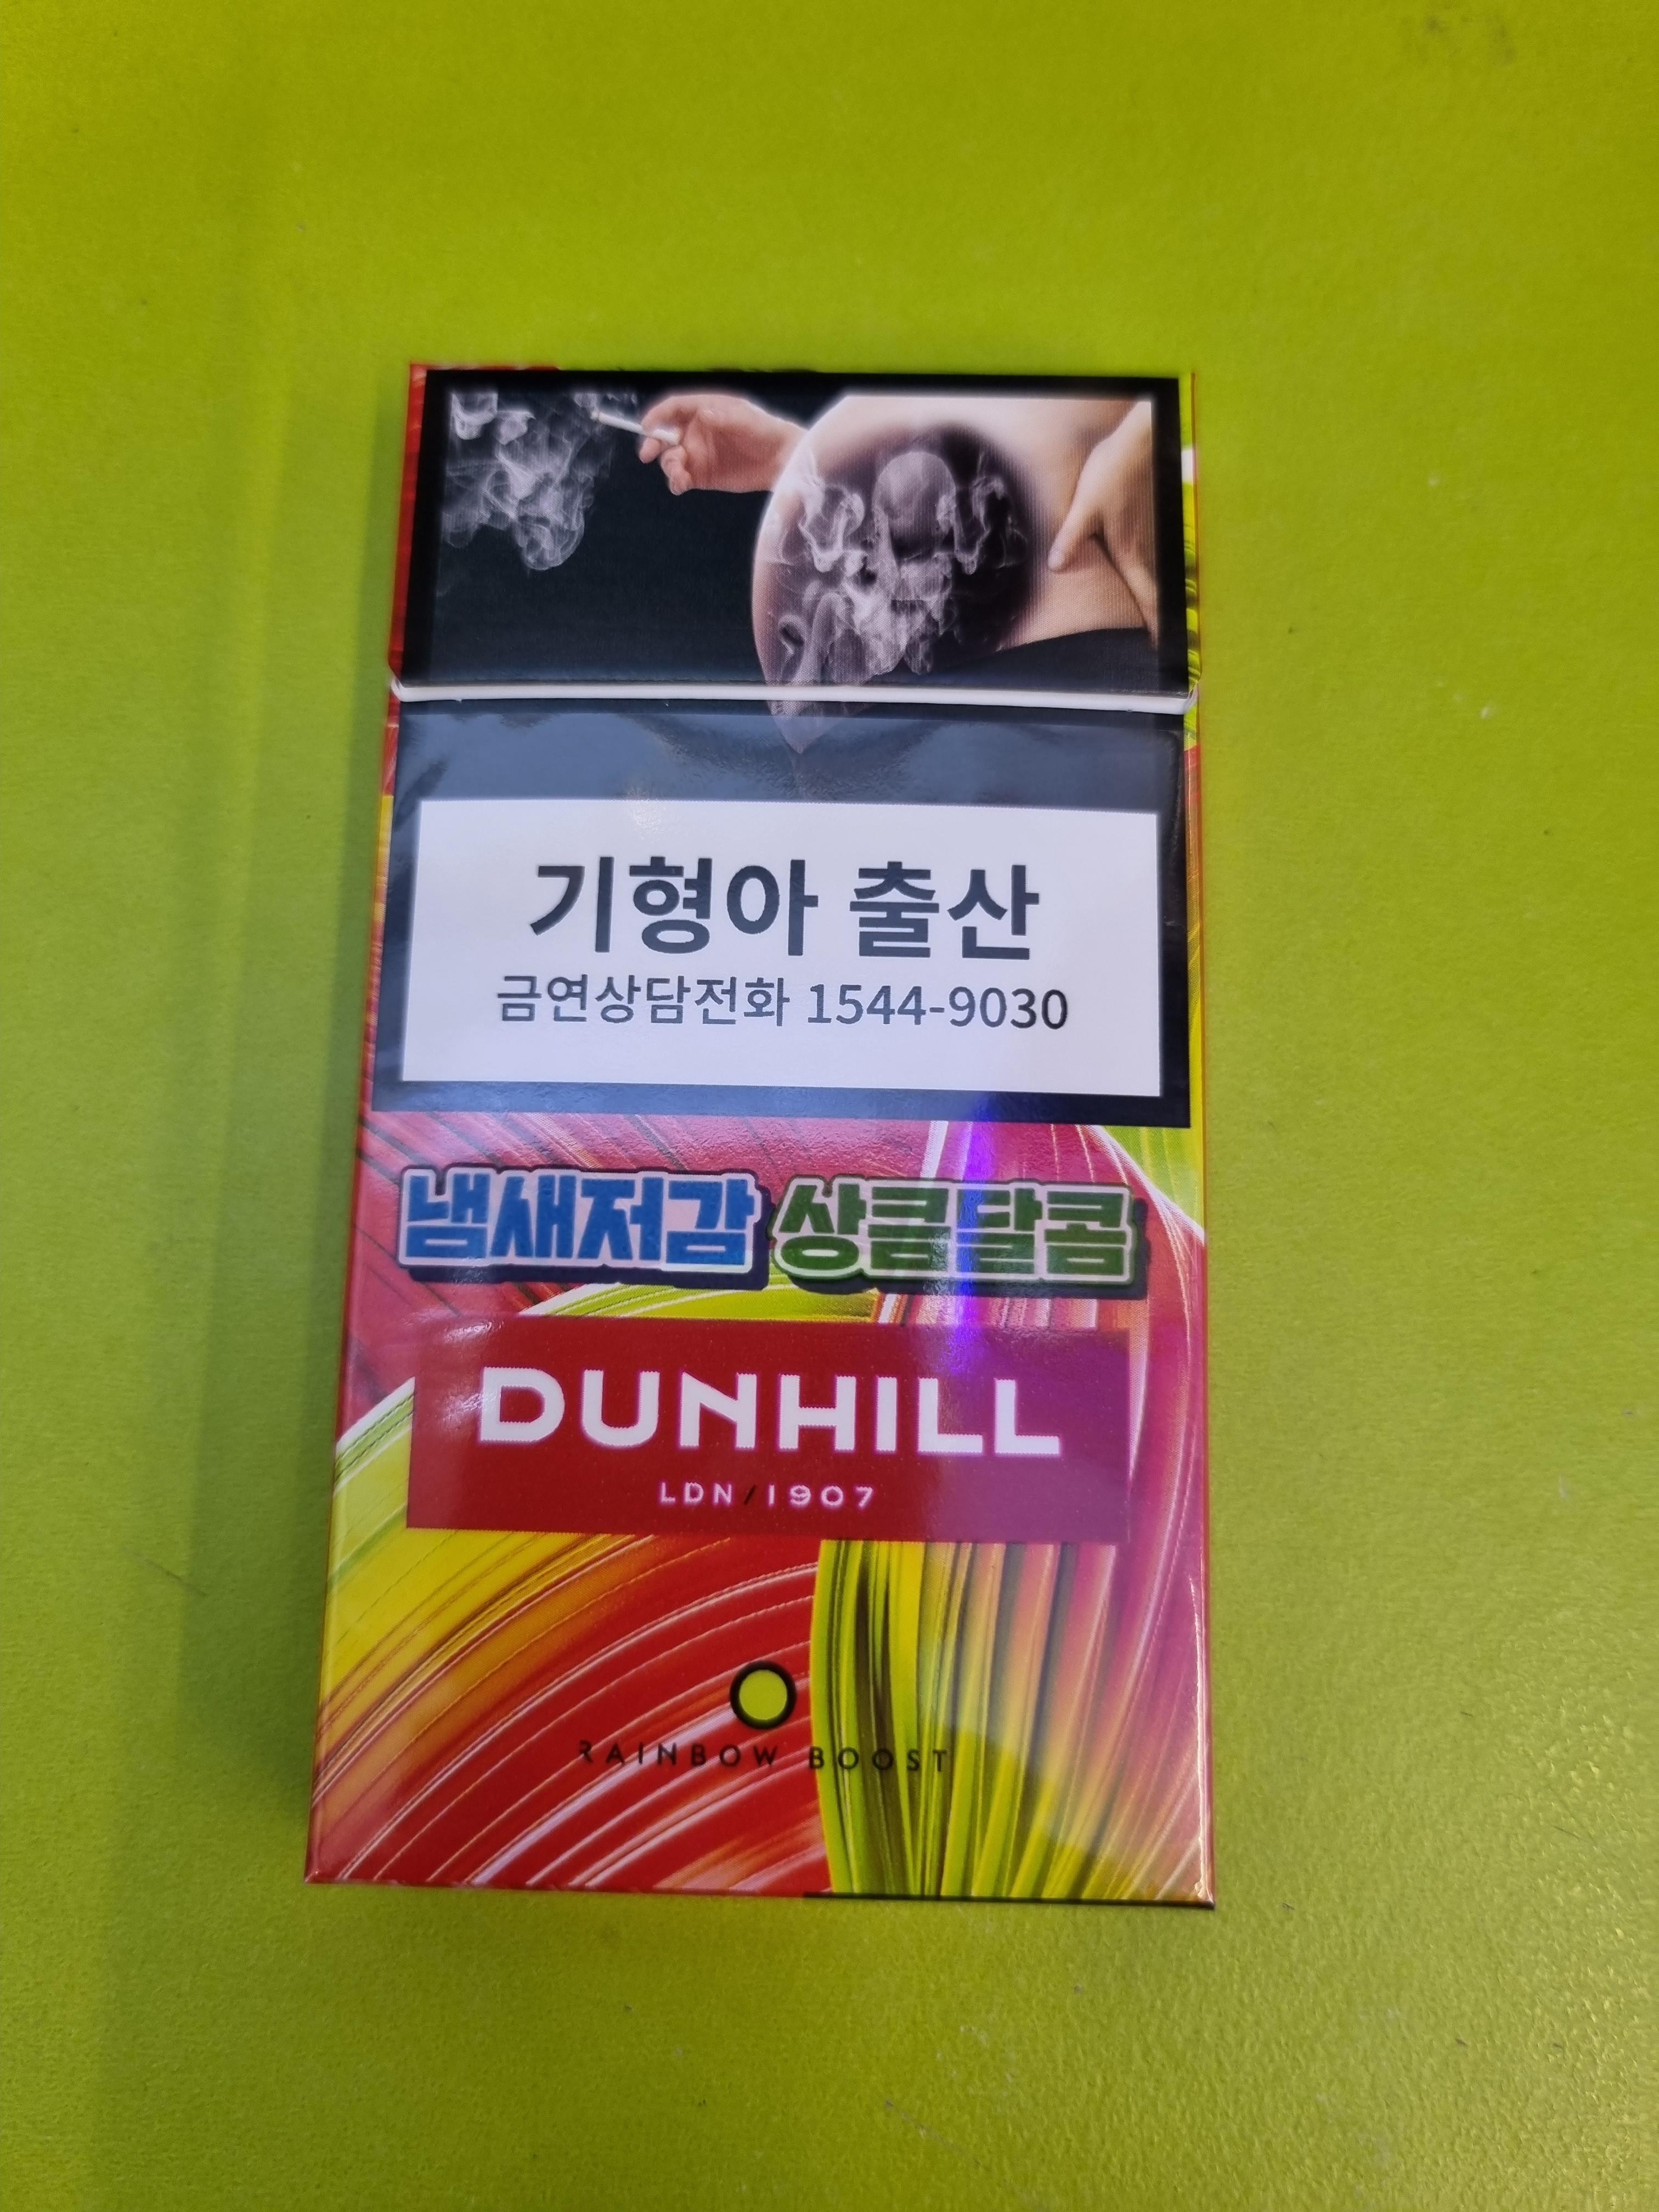 기형아 출산
금연상담전화 1544-9030
냄새저감 상큼달콤
DUNHILL
LDN/1907
RAINBOW BOOST